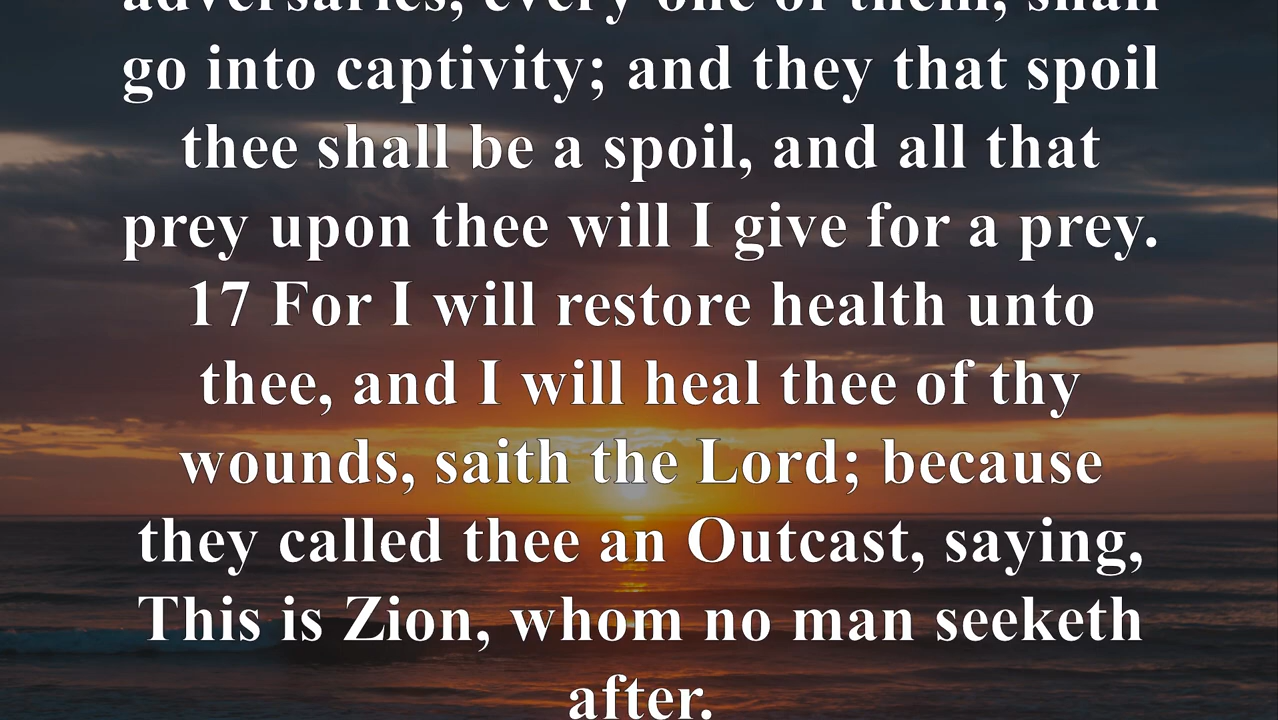 adversaries, every one of them, shall
go into captivity; and they that spoil
thee shall be a spoil, and all that
prey upon thee will I give for a prey.
17 For I will restore health unto
thee, and I will heal thee of thy
wounds, saith the Lord; because
they called thee an Outcast, saying,
This is Zion, whom no man seeketh
after.